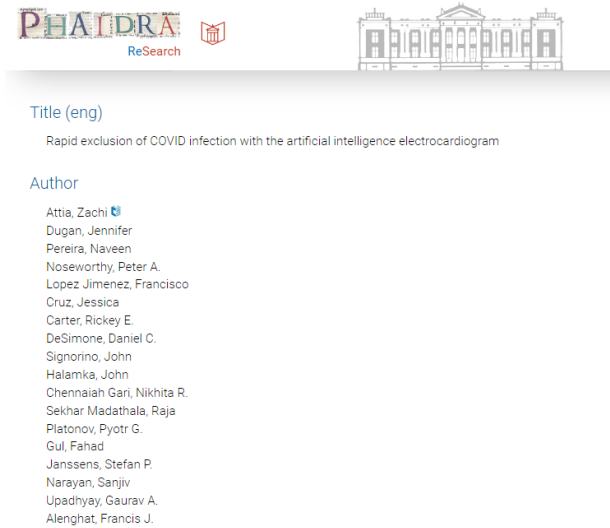 PHAIDRA
ReSearch
Title (eng)
Rapid exclusion of COVID infection with the artificial intelligence electrocardiogram
Author
Attia, Zachi
Dugan, Jennifer
Pereira, Naveen
Noseworthy, Peter A.
Lopez Jimenez, Francisco
Cruz, Jessica
Carter, Rickey E.
DeSimone, Daniel C.
Signorino, John
Halamka, John
Chennaiah Gari, Nikhita R.
Sekhar Madathala, Raja
Platonov, Pyotr G.
Gul, Fahad
Janssens, Stefan P.
Narayan, Sanjiv
Upadhyay, Gaurav A.
Alenghat, Francis J.